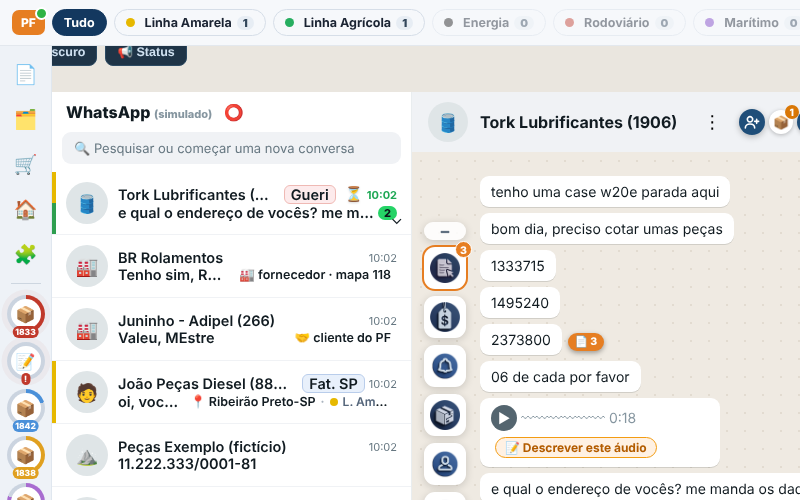 PF
Tudo
Linha Amarela 1
Linha Agrícola 1
Energia 0
Rodoviário 0
Marítimo 0
scuro
Status
WhatsApp (simulado)
Pesquisar ou começar uma nova conversa
Tork Lubrificantes (... Gueri 10:02
e qual o endereço de vocês? me m... 2
BR Rolamentos 10:02
Tenho sim, R... fornecedor · mapa 118
Juninho - Adipel (266) 10:02
Valeu, MEstre cliente do PF
João Peças Diesel (88... Fat. SP 10:02
oi, voc... Ribeirão Preto-SP · L. Am...
Peças Exemplo (fictício) 10:02
11.222.333/0001-81
1833
!
1842
1838
Tork Lubrificantes (1906)
1
3
tenho uma case w20e parada aqui
bom dia, preciso cotar umas peças
1333715
1495240
2373800 3
06 de cada por favor
0:18
Descrever este áudio
e qual o endereço de vocês? me manda os